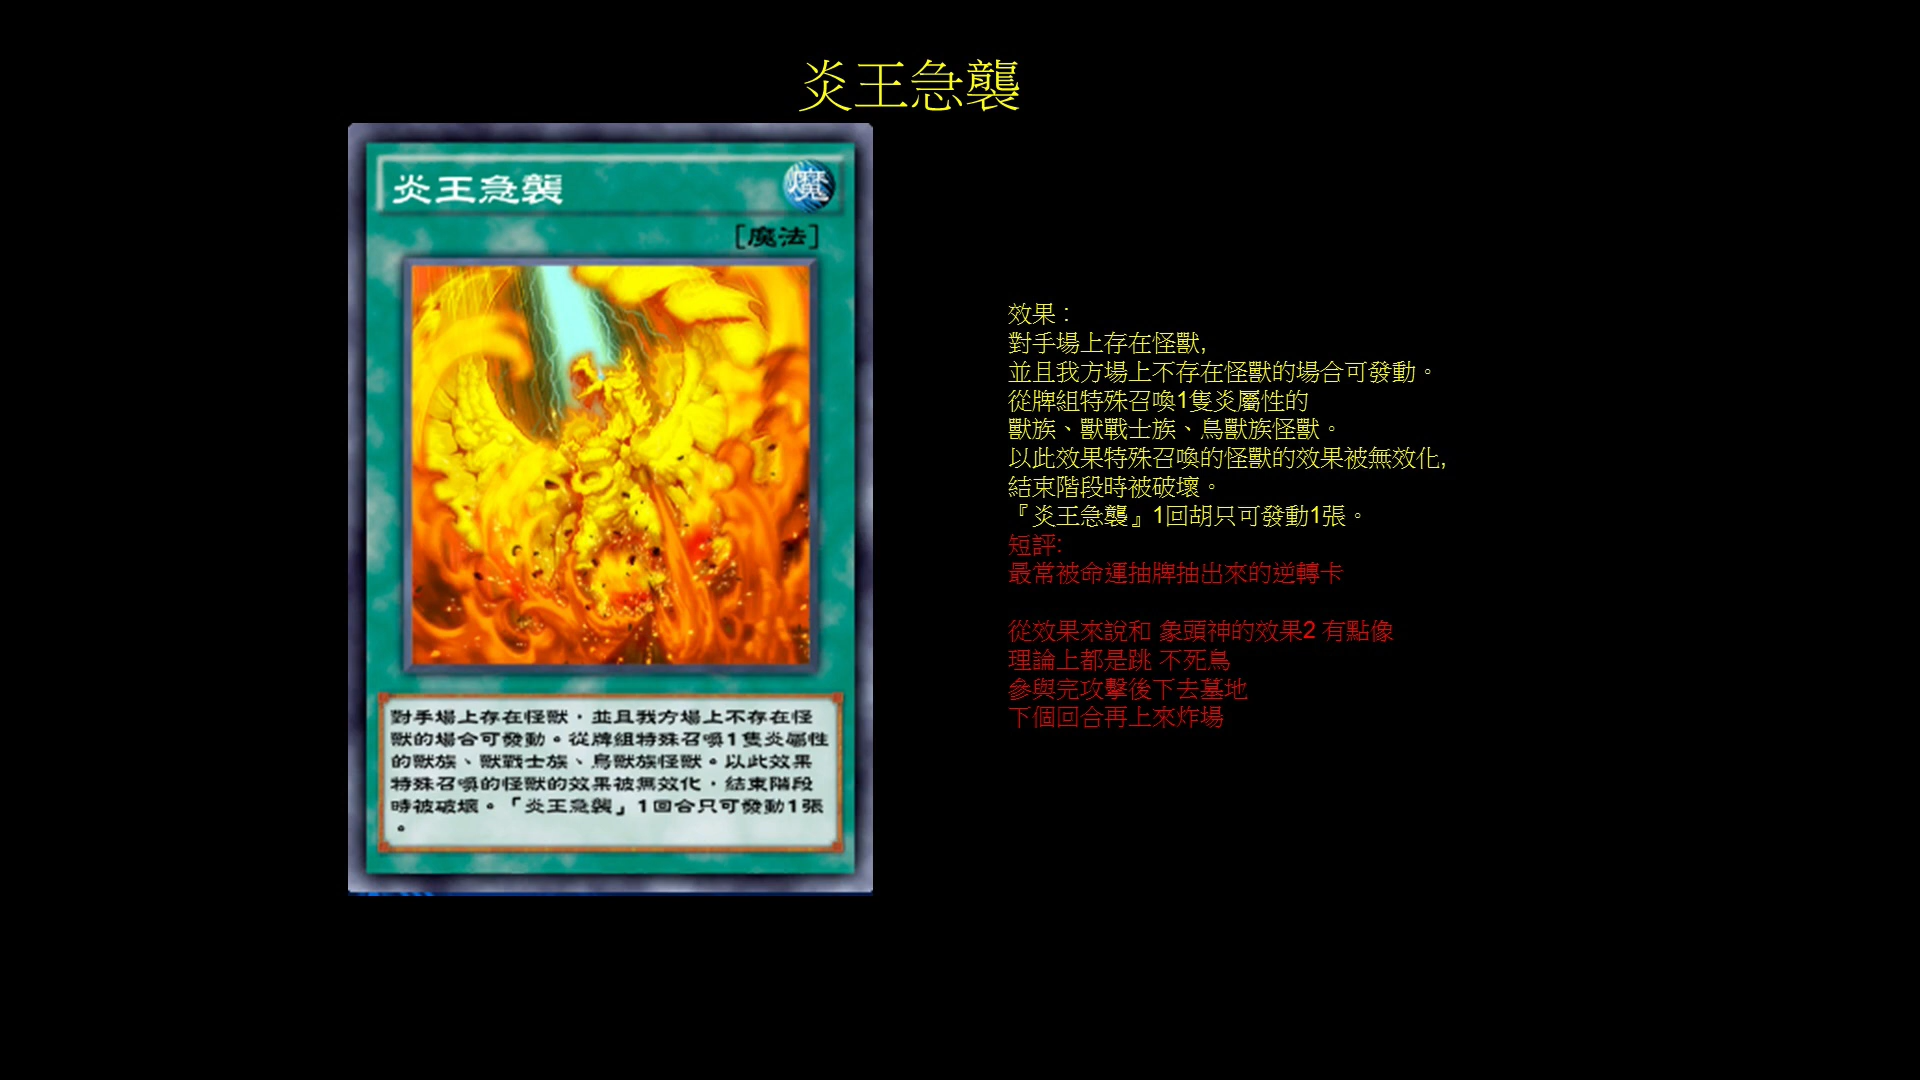 炎王急襲
炎王急襲
魔
［魔法］
對手場上存在怪獸，並且我方場上不存在怪
獸的場合可發動。從牌組特殊召喚1隻炎屬性
的獸族、獸戰士族、鳥獸族怪獸。以此效果
特殊召喚的怪獸的效果被無效化，結束階段
時被破壞。「炎王急襲」1回合只可發動1張
。
效果 :
對手場上存在怪獸,
並且我方場上不存在怪獸的場合可發動。
從牌組特殊召喚1隻炎屬性的
獸族、獸戰士族、鳥獸族怪獸。
以此效果特殊召喚的怪獸的效果被無效化,
結束階段時被破壞。
『炎王急襲』1回胡只可發動1張。
短評:
最常被命運抽牌抽出來的逆轉卡
從效果來說和 象頭神的效果2 有點像
理論上都是跳 不死鳥
參與完攻擊後下去墓地
下個回合再上來炸場